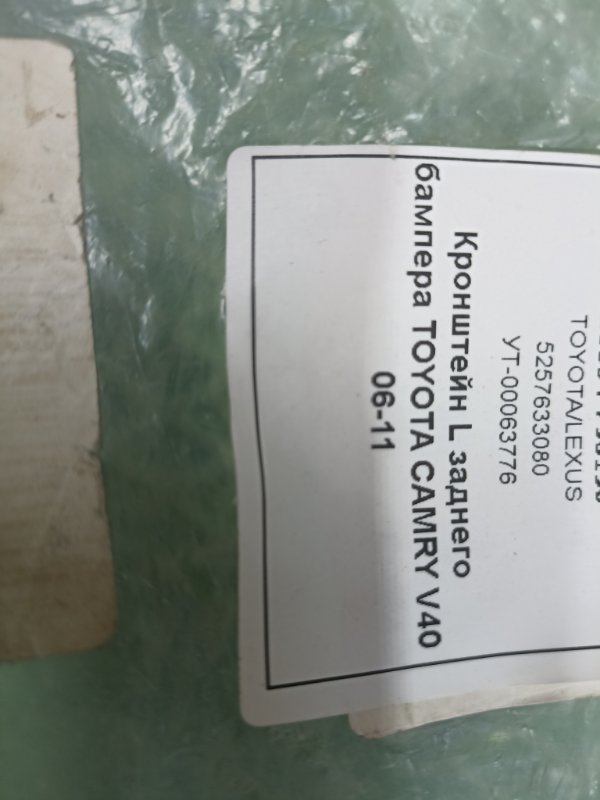 TOYOTA/LEXUS
5257633080
УТ-00063776
Кронштейн L заднего
бампера TOYOTA CAMRY V40
06-11